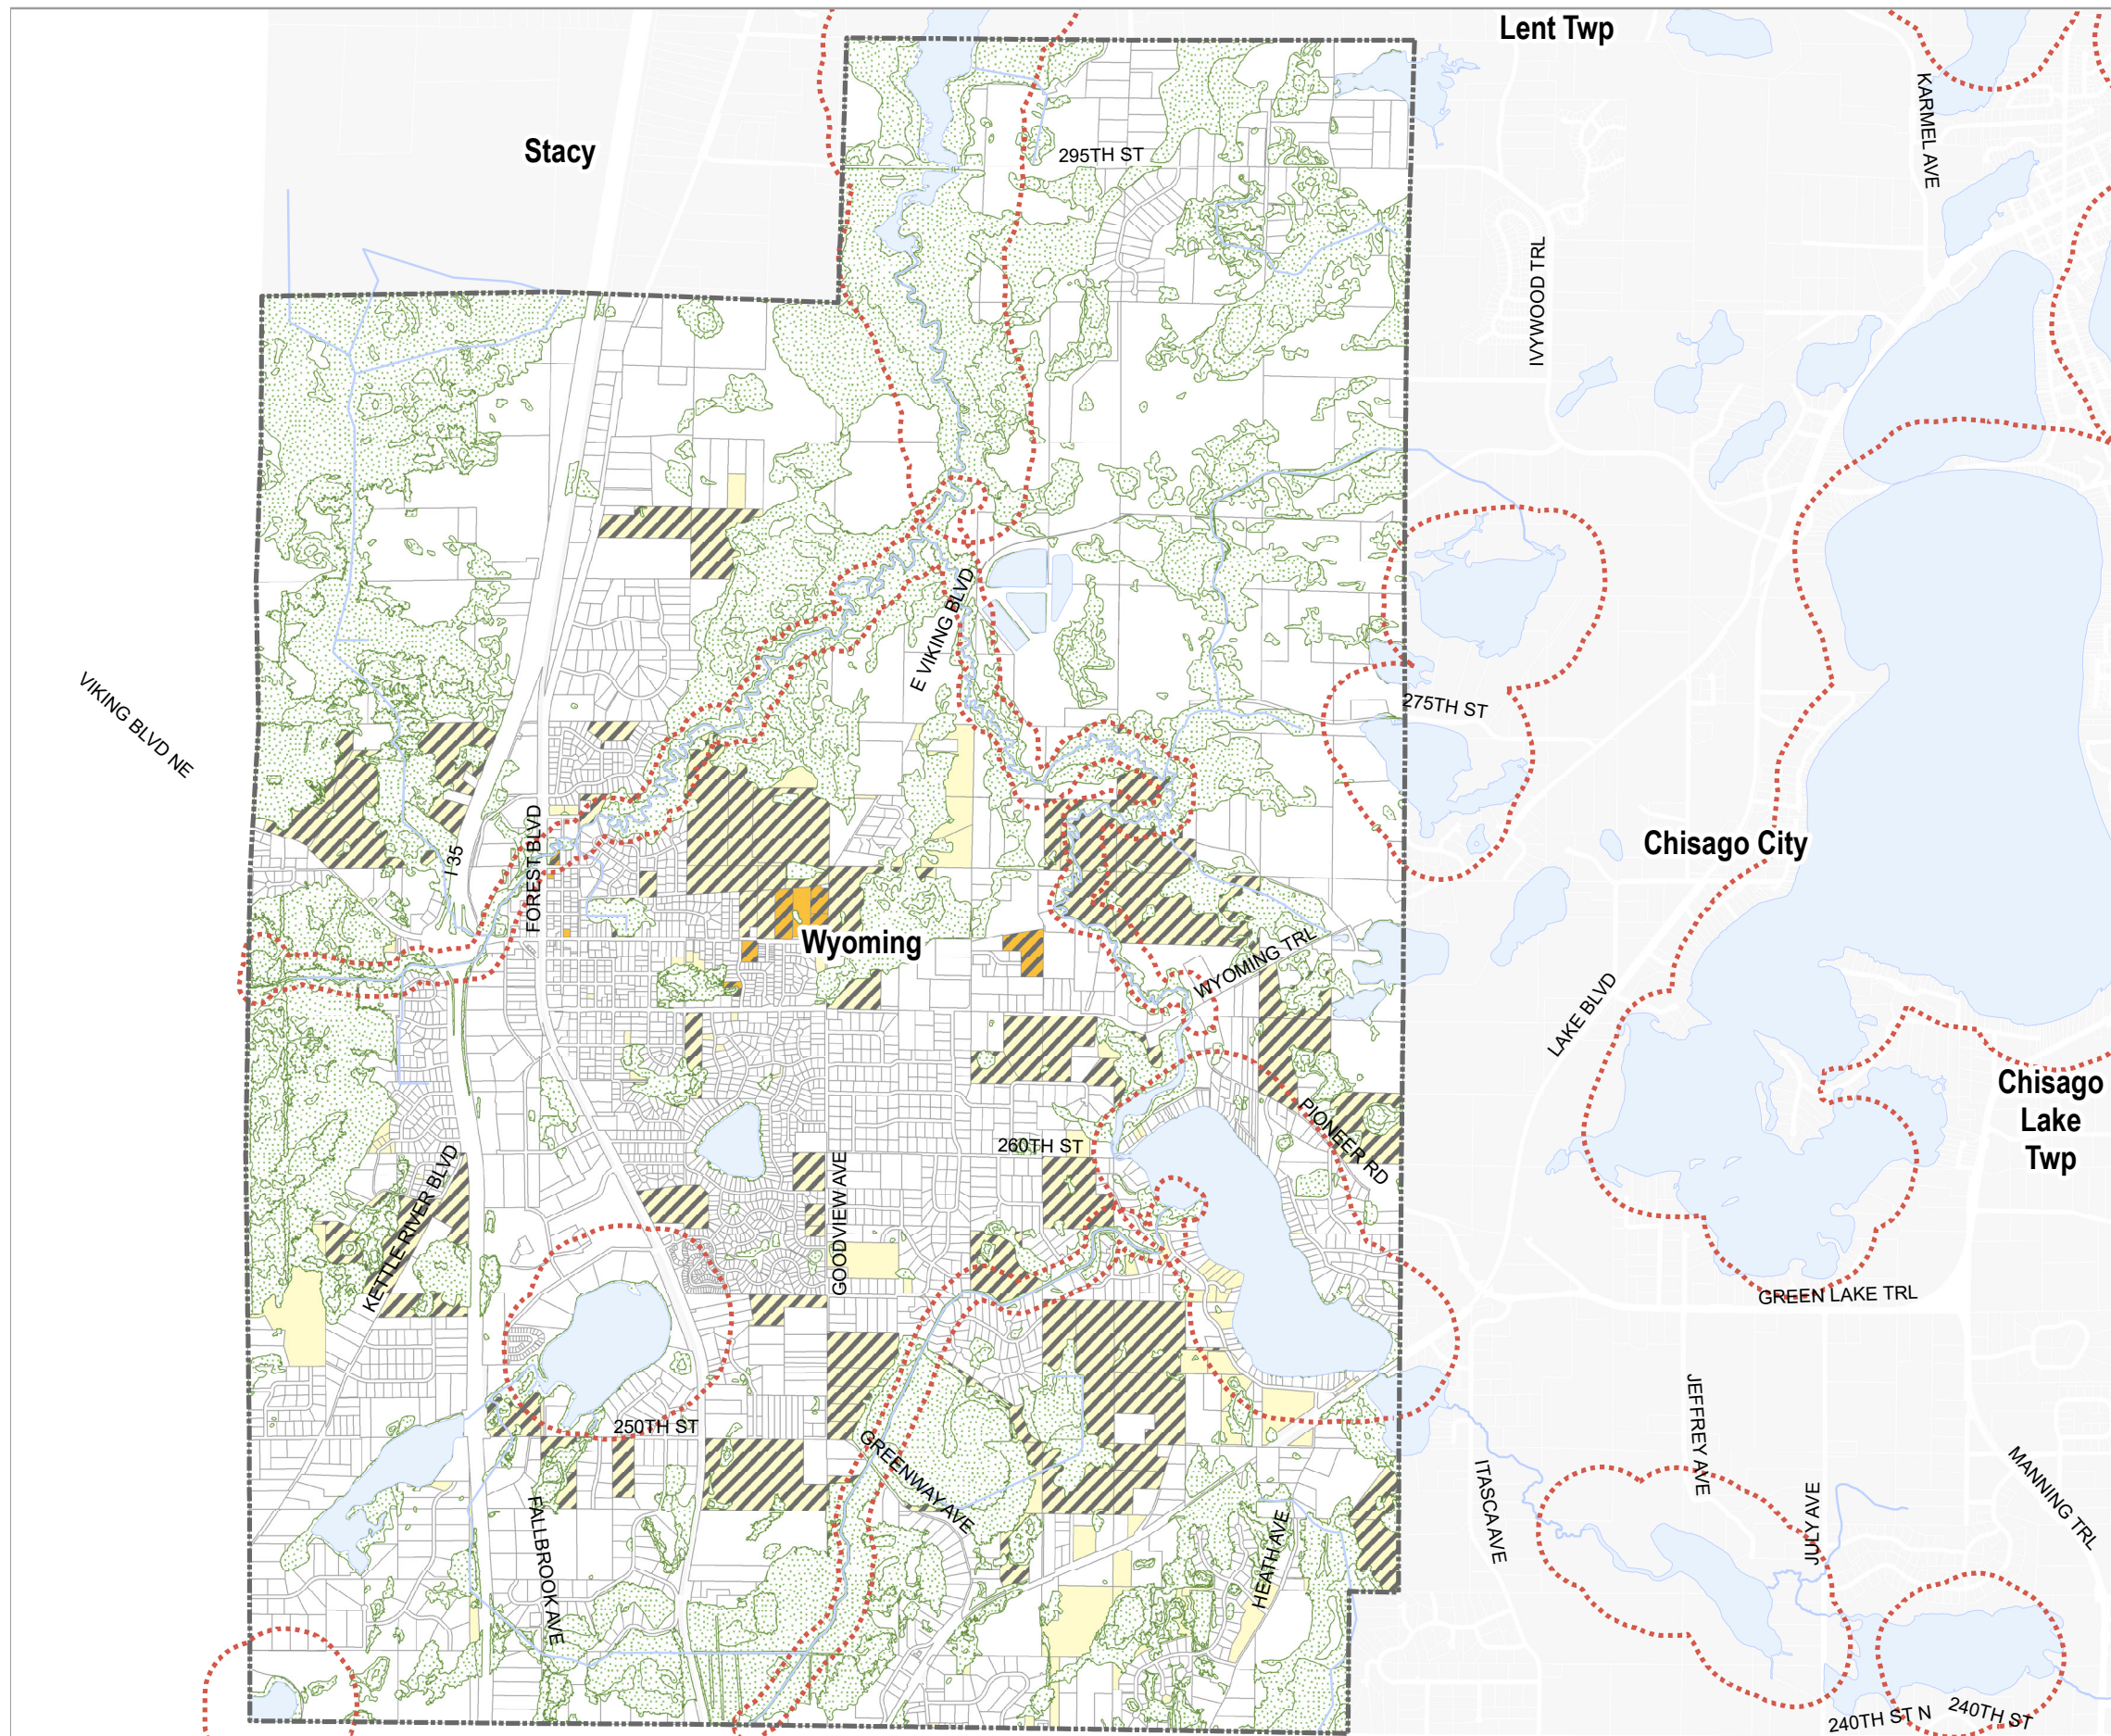 Lent Twp
KARMEL AVE
Stacy
295TH ST
IVYWOOD TRL
E VIKING BLVD
VIKING BLVD NE
275TH ST
I 35
FOREST BLVD
Chisago City
Wyoming
WYOMING TRL
LAKE BLVD
Chisago
Lake
Twp
PIONEER RD
260TH ST
KETTLE RIVER BLVD
GOODVIEW AVE
GREEN LAKE TRL
250TH ST
GREENWAY AVE
JEFFREY AVE
ITASCA AVE
JULY AVE
MANNING TRL
FALLBROOK AVE
HEATH AVE
240TH ST N
240TH ST